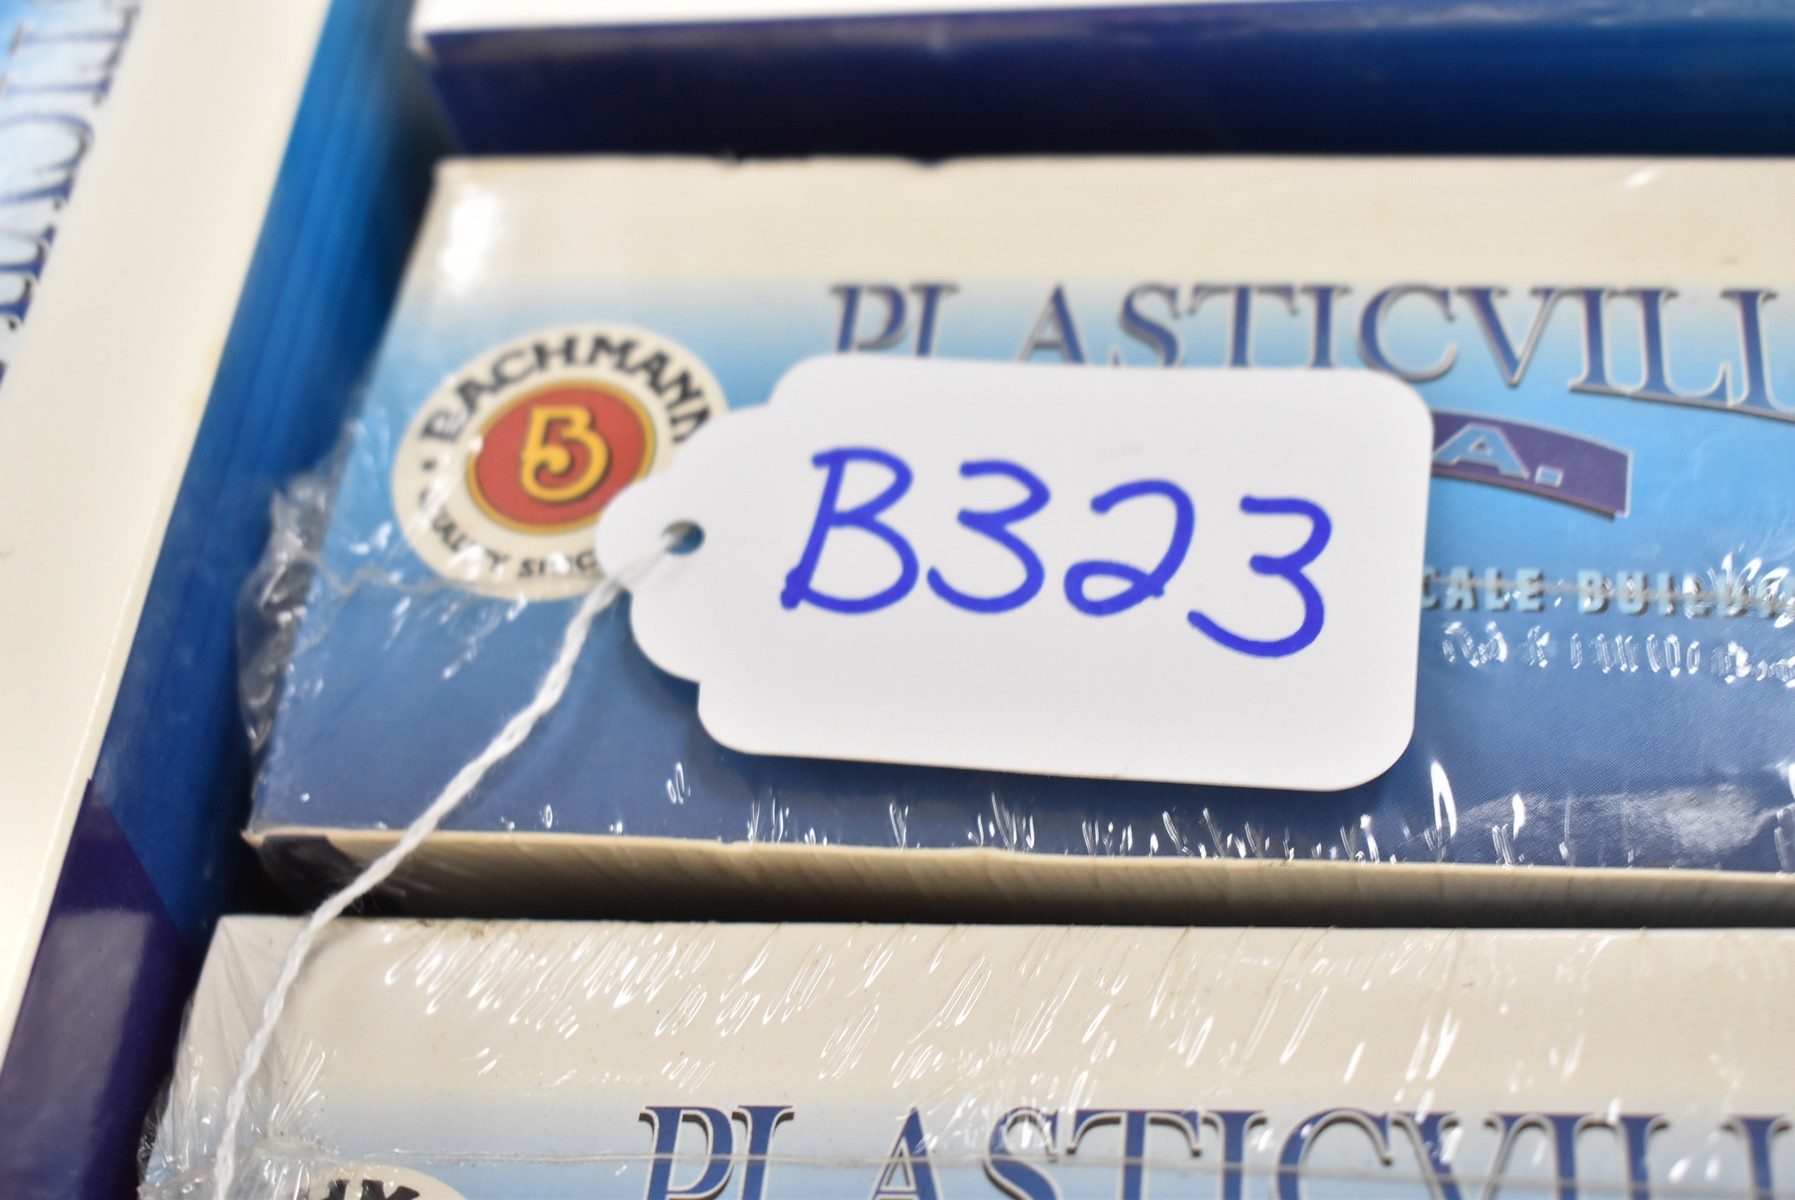 PLASTICVILL
BACHMANN
B
A.
B323
CALE BUILD
PLASTICVILL